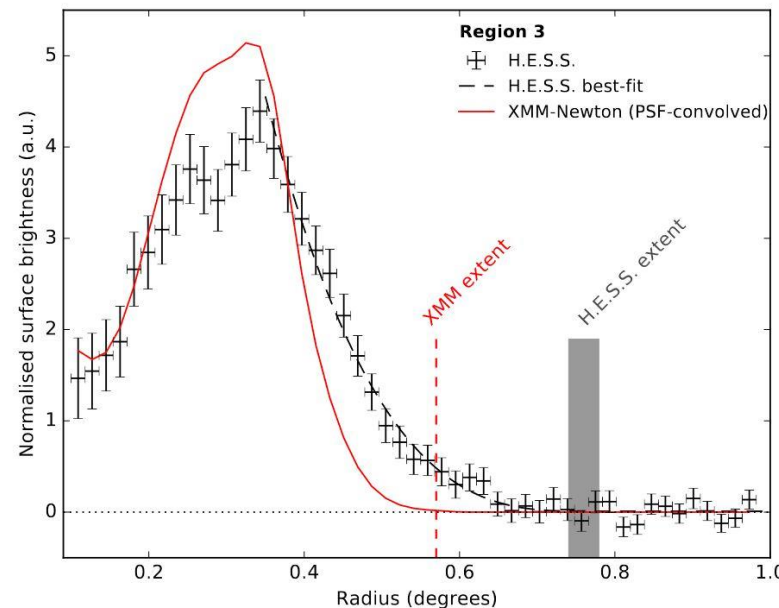 Region 3
H.E.S.S.
H.E.S.S. best-fit
XMM-Newton (PSF-convolved)
XMM extent
H.E.S.S. extent
Normalised surface brightness (a.u.)
5
4
3
2
1
0
0.2 0.4 0.6 0.8 1.0
Radius (degrees)